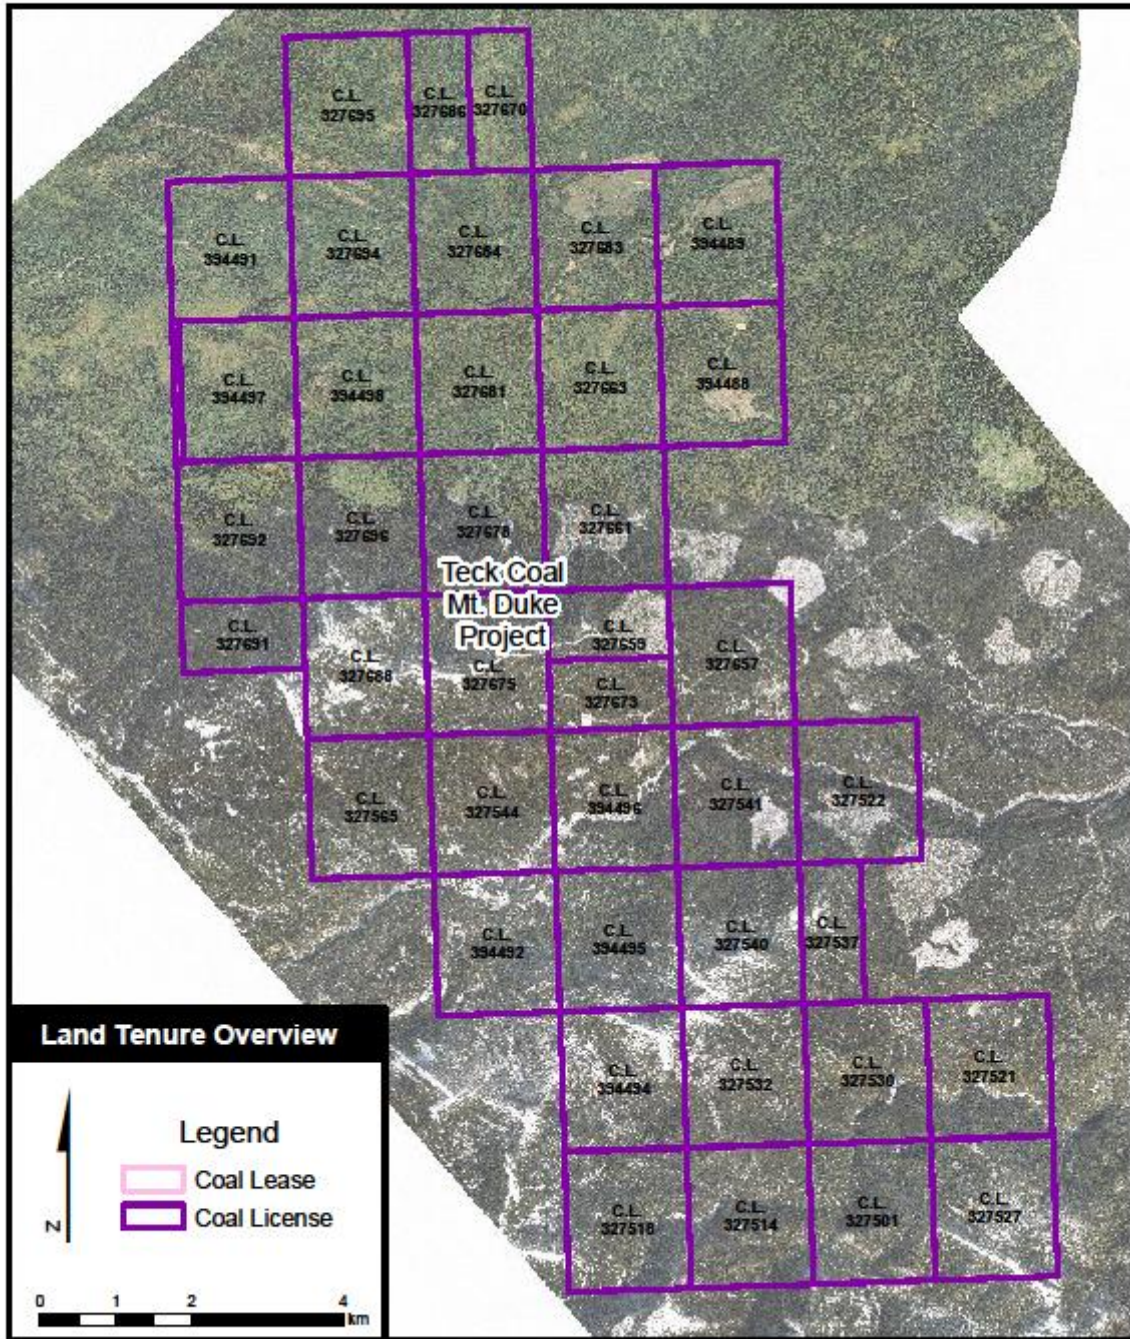 C.L.
327695
C.L.
327686
C.L.
327670
C.L.
394491
C.L.
327694
C.L.
327684
C.L.
327683
C.L.
394489
C.L.
394497
C.L.
394498
C.L.
327681
C.L.
327663
C.L.
394488
C.L.
327692
C.L.
327696
C.L.
327678
C.L.
327661
Teck Coal
Mt. Duke
Project
C.L.
327691
C.L.
327688
C.L.
327675
C.L.
327659
C.L.
327673
C.L.
327657
C.L.
327565
C.L.
327544
C.L.
394496
C.L.
327541
C.L.
327522
C.L.
394492
C.L.
394495
C.L.
327540
C.L.
327537
C.L.
394494
C.L.
327532
C.L.
327530
C.L.
327521
C.L.
327518
C.L.
327514
C.L.
327501
C.L.
327527
Land Tenure Overview
Legend
Coal Lease
Coal License
N
0 1 2 4
km